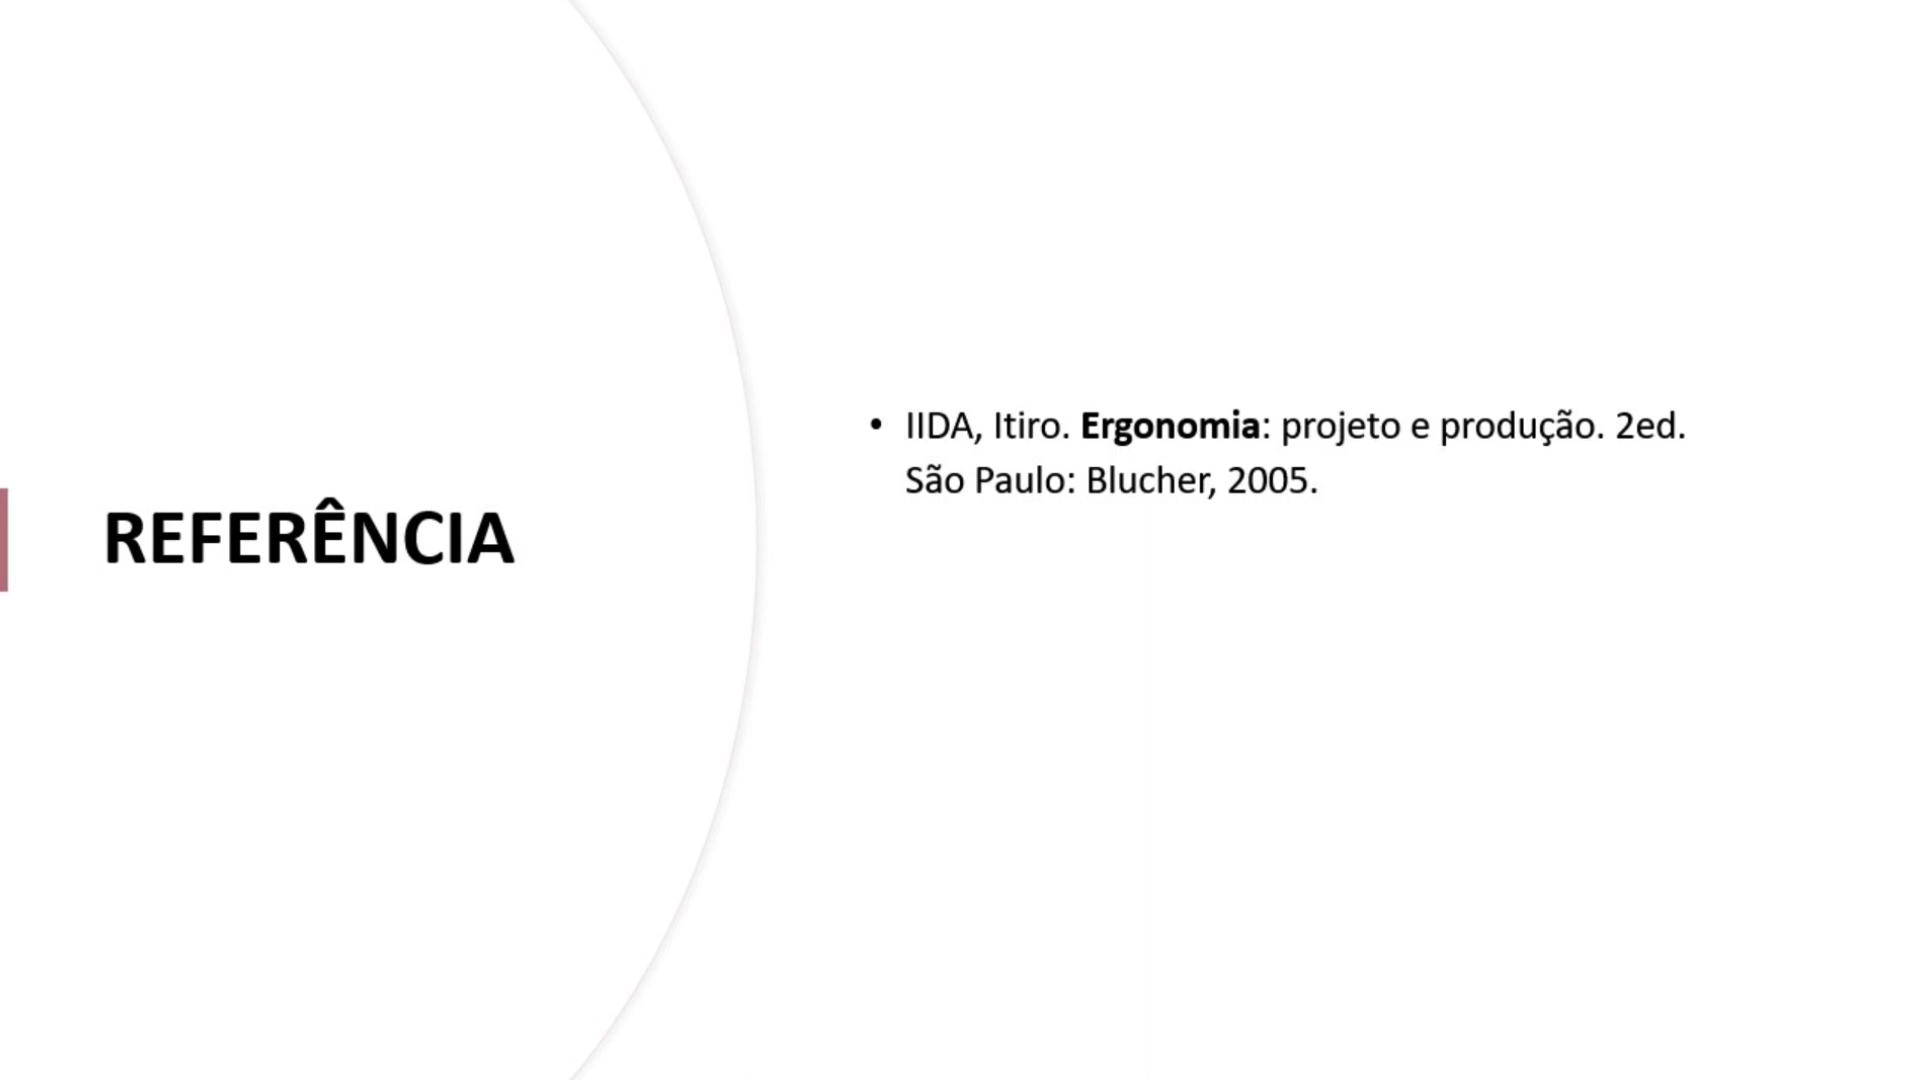 REFERÊNCIA
• IIDA, Itiro. Ergonomia: projeto e produção. 2ed.
São Paulo: Blucher, 2005.